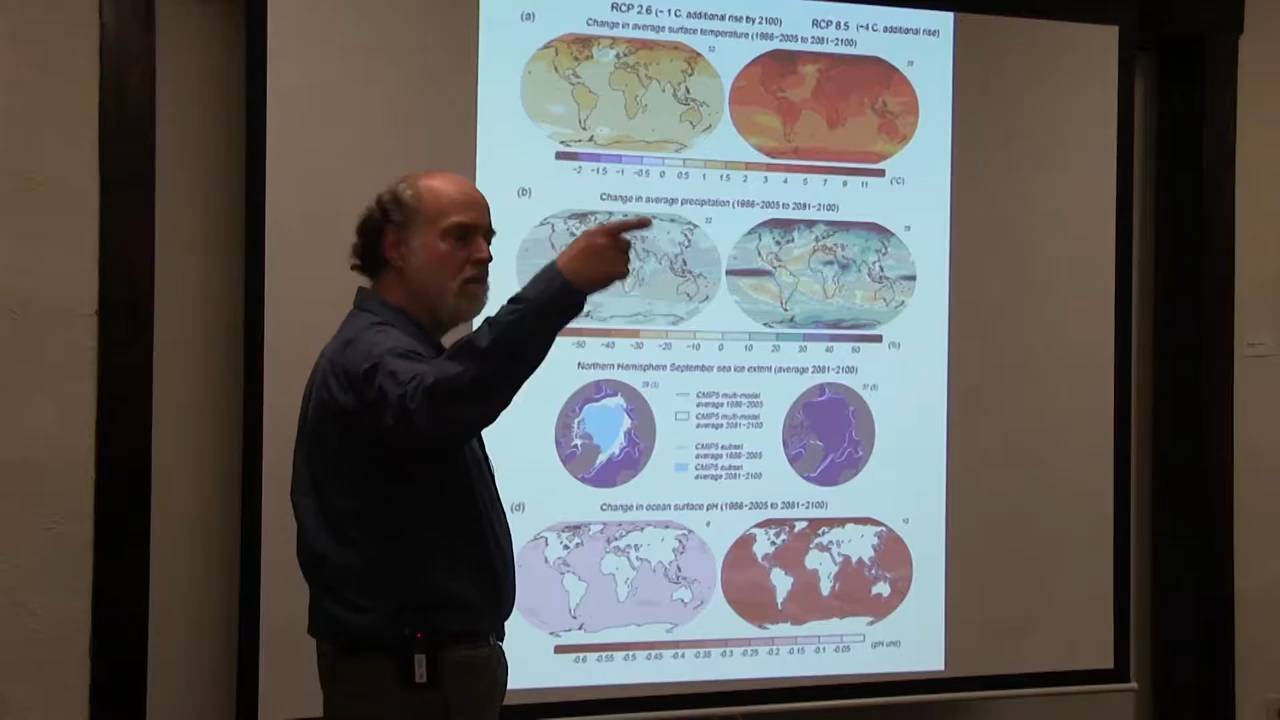 (a)
RCP 2.6 (~ 1 C. additional rise by 2100)
RCP 8.5 (~4 C. additional rise)
Change in average surface temperature (1986−2005 to 2081−2100)
−2 −1.5 −1 −0.5 0 0.5 1 1.5 2 3 4 5 7 9 11 (°C)
(b)
Change in average precipitation (1986−2005 to 2081−2100)
−50 −40 −30 −20 −10 0 10 20 30 40 50 (%)
Northern Hemisphere September sea ice extent (average 2081−2100)
29 (3)
37 (5)
CMIP5 multi-model
average 1986−2005
CMIP5 multi-model
average 2081−2100
CMIP5 subset
average 1986−2005
CMIP5 subset
average 2081−2100
(d)
Change in ocean surface pH (1986−2005 to 2081−2100)
-0.6 -0.55 -0.5 -0.45 -0.4 -0.35 -0.3 -0.25 -0.2 -0.15 -0.1 -0.05 (pH unit)